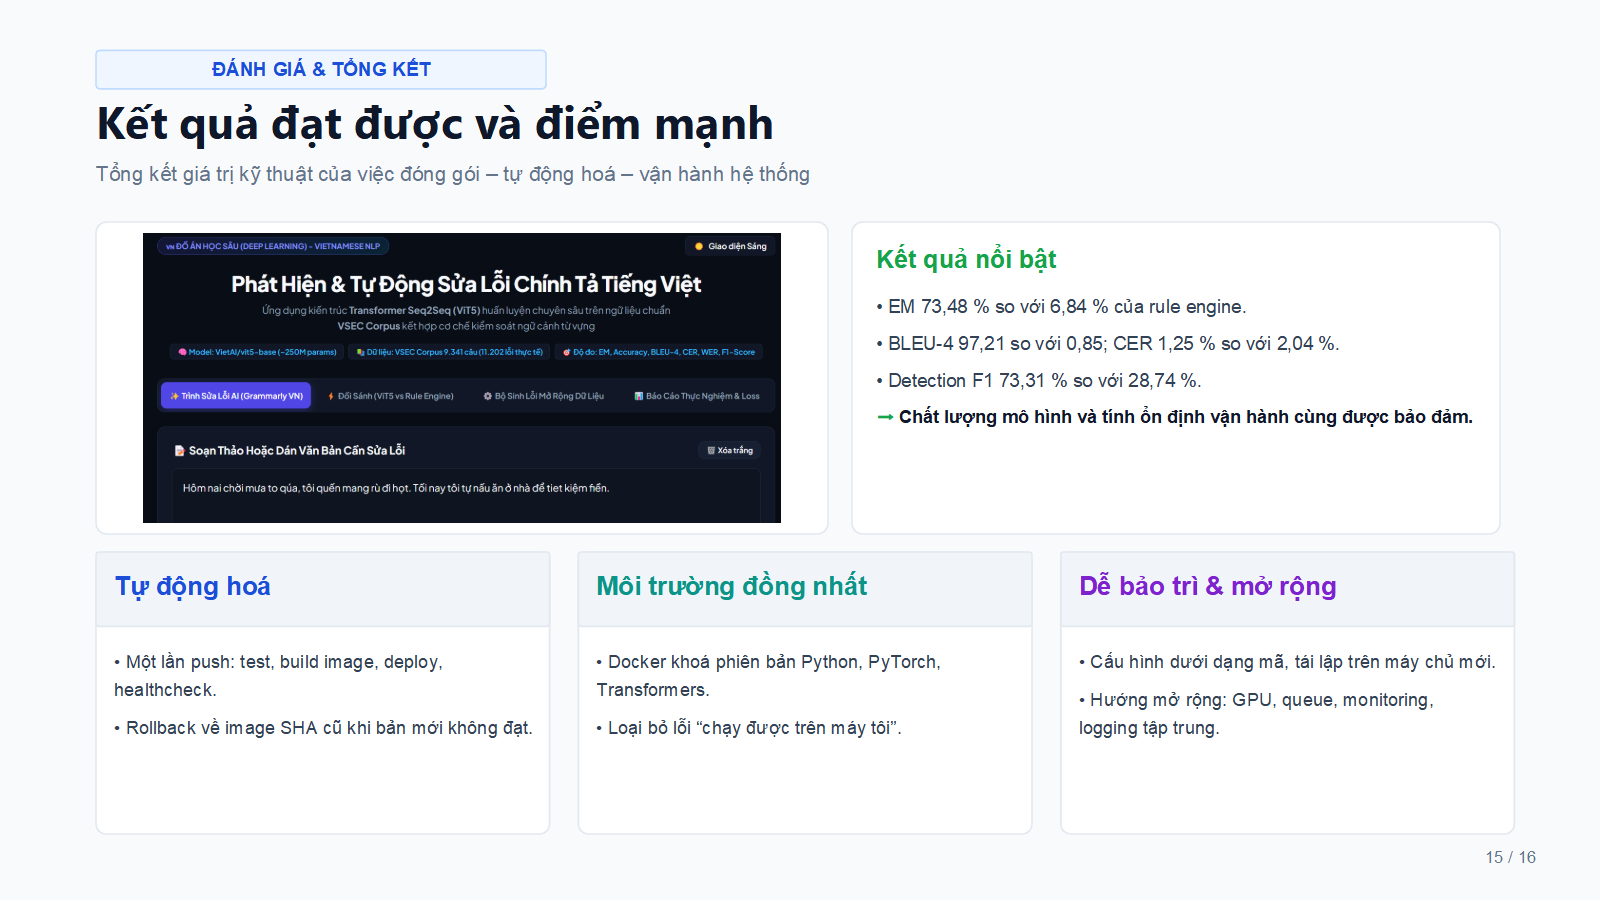 ĐÁNH GIÁ & TỔNG KẾT
Kết quả đạt được và điểm mạnh
Tổng kết giá trị kỹ thuật của việc đóng gói – tự động hoá – vận hành hệ thống
VN ĐỒ ÁN HỌC SÂU (DEEP LEARNING) - VIETNAMESE NLP
Giao diện Sáng
Phát Hiện & Tự Động Sửa Lỗi Chính Tả Tiếng Việt
Ứng dụng kiến trúc Transformer Seq2Seq (ViT5) huấn luyện chuyên sâu trên ngữ liệu chuẩn
VSEC Corpus kết hợp cơ chế kiểm soát ngữ cảnh từ vựng
Model: VietAI/vit5-base (~250M params)
Dữ liệu: VSEC Corpus 9.341 câu (11.202 lỗi thực tế)
Độ đo: EM, Accuracy, BLEU-4, CER, WER, F1-Score
Trình Sửa Lỗi AI (Grammarly VN)
Đối Sánh (ViT5 vs Rule Engine)
Bộ Sinh Lỗi Mở Rộng Dữ Liệu
Báo Cáo Thực Nghiệm & Loss
Soạn Thảo Hoặc Dán Văn Bản Cần Sửa Lỗi
Xóa trắng
Hôm nai chời mưa to qúa, tôi quến mang rù đi họt. Tối nay tôi tự nấu ăn ở nhà để tiet kiệm fiền.
Kết quả nổi bật
• EM 73,48 % so với 6,84 % của rule engine.
• BLEU-4 97,21 so với 0,85; CER 1,25 % so với 2,04 %.
• Detection F1 73,31 % so với 28,74 %.
→ Chất lượng mô hình và tính ổn định vận hành cùng được bảo đảm.
Tự động hoá
• Một lần push: test, build image, deploy,
healthcheck.
• Rollback về image SHA cũ khi bản mới không đạt.
Môi trường đồng nhất
• Docker khoá phiên bản Python, PyTorch,
Transformers.
• Loại bỏ lỗi “chạy được trên máy tôi”.
Dễ bảo trì & mở rộng
• Cấu hình dưới dạng mã, tái lập trên máy chủ mới.
• Hướng mở rộng: GPU, queue, monitoring,
logging tập trung.
15 / 16